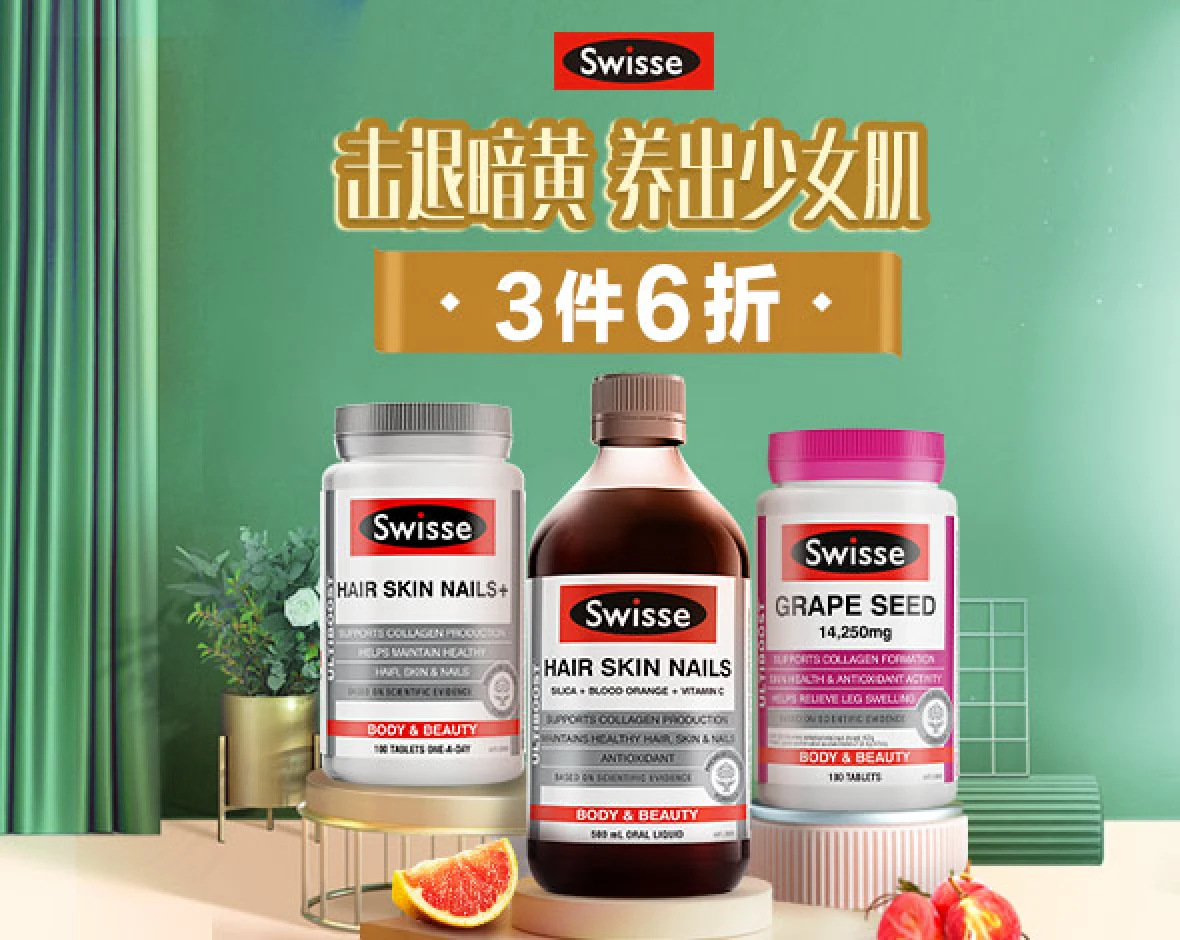 Swisse
击退暗黄 养出少女肌
3件6折
Swisse
HAIR SKIN NAILS+
SUPPORTS COLLAGEN PRODUCTION
HELPS MAINTAIN HEALTHY
HAIR, SKIN & NAILS
BASED ON SCIENTIFIC EVIDENCE
ULTIBOOST
BODY & BEAUTY
100 TABLETS ONE-A-DAY
Swisse
HAIR SKIN NAILS
SILICA + BLOOD ORANGE + VITAMIN C
SUPPORTS COLLAGEN PRODUCTION
MAINTAINS HEALTHY HAIR, SKIN & NAILS
ANTIOXIDANT
BASED ON SCIENTIFIC EVIDENCE
ULTIBOOST
BODY & BEAUTY
500 mL ORAL LIQUID
Swisse
GRAPE SEED
14,250mg
SUPPORTS COLLAGEN FORMATION
SKIN HEALTH & ANTIOXIDANT ACTIVITY
HELPS RELIEVE LEG SWELLING
BASED ON SCIENTIFIC EVIDENCE
ULTIBOOST
BODY & BEAUTY
180 TABLETS